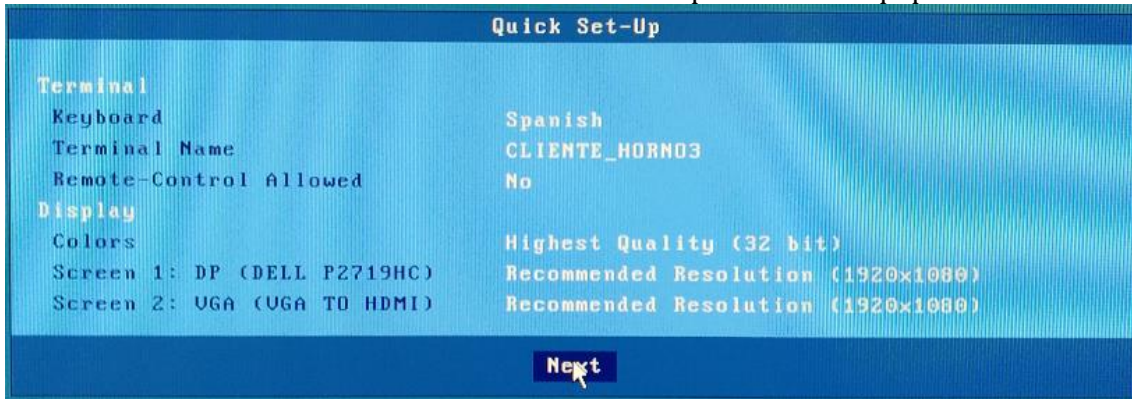 Quick Set-Up
Terminal
Keyboard Spanish
Terminal Name CLIENTE_HORNO3
Remote-Control Allowed No
Display
Colors Highest Quality (32 bit)
Screen 1: DP (DELL P2719HC) Recommended Resolution (1920x1080)
Screen 2: VGA (VGA TO HDMI) Recommended Resolution (1920x1080)
Next